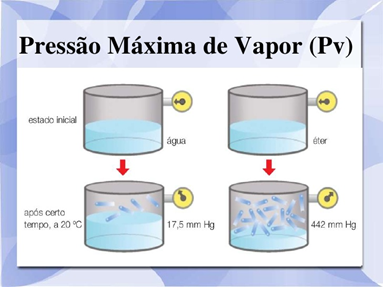 Pressão Máxima de Vapor (Pv)
estado inicial
água
éter
após certo
tempo, a 20 ºC
17,5 mm Hg
442 mm Hg